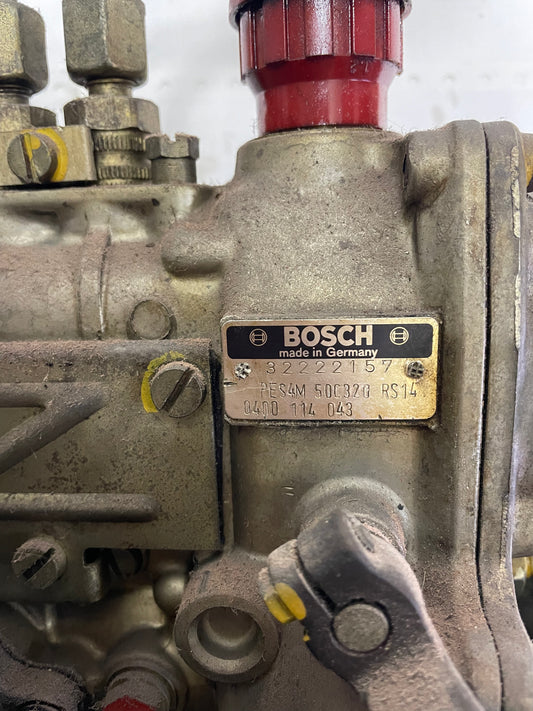 BOSCH
made in Germany
32222157
PES4M 50C320 RS14
0400 114 043